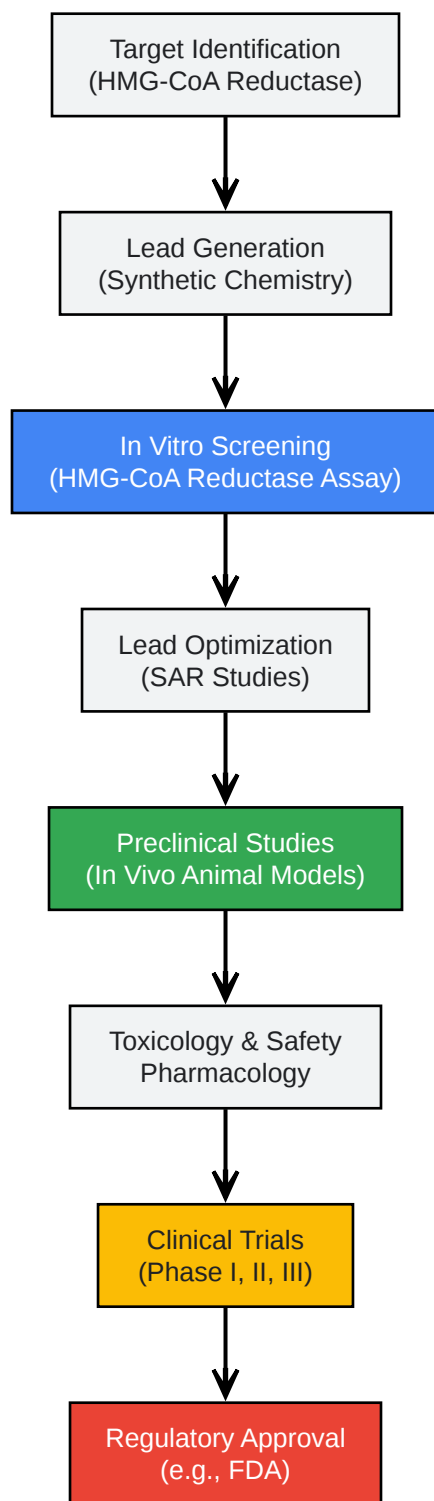 Target Identification
(HMG-CoA Reductase)
Lead Generation
(Synthetic Chemistry)
In Vitro Screening
(HMG-CoA Reductase Assay)
Lead Optimization
(SAR Studies)
Preclinical Studies
(In Vivo Animal Models)
Toxicology & Safety
Pharmacology
Clinical Trials
(Phase I, II, III)
Regulatory Approval
(e.g., FDA)